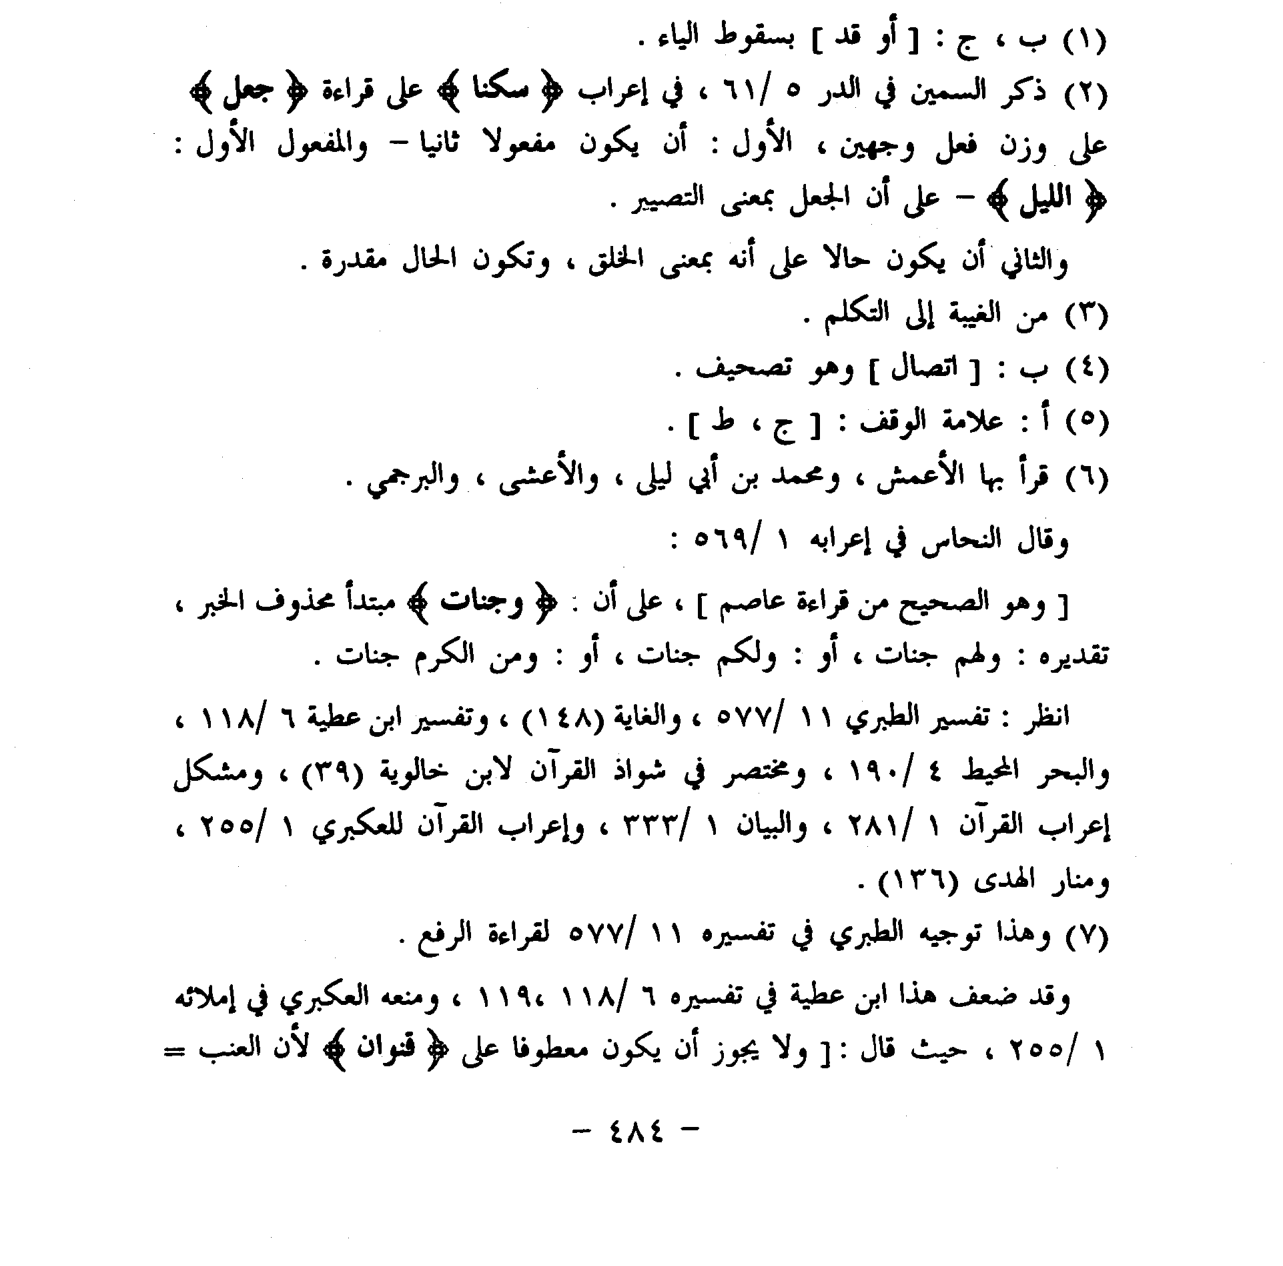 (١) ب ، ج : [ أو قد ] بسقوط الياء .
(٢) ذكر السمين في الدر ٥ /٦١ ، في إعراب ﴿ سكنا ﴾ على قراءة ﴿ جعل ﴾
على وزن فعل وجهين ، الأول : أن يكون مفعولا ثانيا – والمفعول الأول :
﴿ الليل ﴾ – على أن الجعل بمعنى التصيير .
والثاني أن يكون حالا على أنه بمعنى الخلق ، وتكون الحال مقدرة .
(٣) من الغيبة إلى التكلم .
(٤) ب : [ اتصال ] وهو تصحيف .
(٥) أ : علامة الوقف : [ ج ، ط ] .
(٦) قرأ بها الأعمش ، ومحمد بن أبي ليلى ، والأعشى ، والبرجمي .
وقال النحاس في إعرابه ١ /٥٦٩ :
[ وهو الصحيح من قراءة عاصم ] ، على أن : ﴿ وجنات ﴾ مبتدأ محذوف الخبر ،
تقديره : ولهم جنات ، أو : ولكم جنات ، أو : ومن الكرم جنات .
انظر : تفسير الطبري ١١ /٥٧٧ ، والغاية (١٤٨) ، وتفسير ابن عطية ٦ /١١٨ ،
والبحر المحيط ٤ /١٩٠ ، ومختصر في شواذ القرآن لابن خالوية (٣٩) ، ومشكل
إعراب القرآن ١ /٢٨١ ، والبيان ١ /٣٣٣ ، وإعراب القرآن للعكبري ١ /٢٥٥ ،
ومنار الهدى (١٣٦) .
(٧) وهذا توجيه الطبري في تفسيره ١١ /٥٧٧ لقراءة الرفع .
وقد ضعف هذا ابن عطية في تفسيره ٦ /١١٨ ،١١٩ ، ومنعه العكبري في إملائه
١ /٢٥٥ ، حيث قال : [ ولا يجوز أن يكون معطوفا على ﴿ قنوان ﴾ لأن العنب =
– ٤٨٤ –